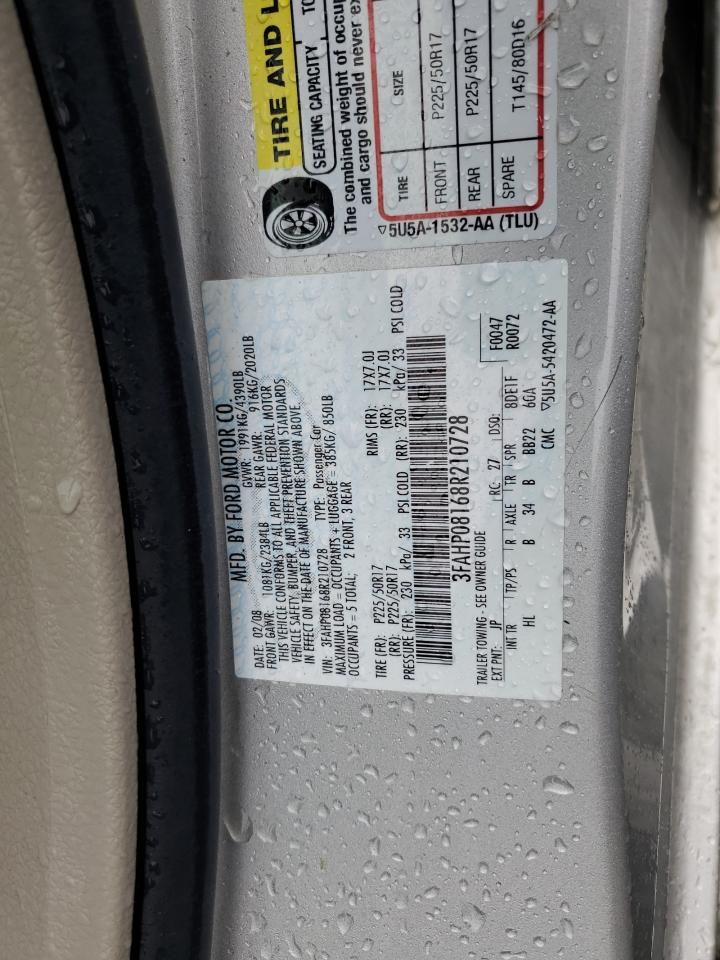 TIRE AND L
SEATING CAPACITY TO
The combined weight of occup
and cargo should never ex
TIRE SIZE
FRONT P225/50R17
REAR P225/50R17
SPARE T145/80D16
▽5U5A-1532-AA (TLU)
MFD. BY FORD MOTOR CO.
DATE: 02/08 GVWR: 1991KG/4390LB
FRONT GAWR: 1081KG/2384LB REAR GAWR: 916KG/2020LB
THIS VEHICLE CONFORMS TO ALL APPLICABLE FEDERAL MOTOR
VEHICLE SAFETY, BUMPER, AND THEFT PREVENTION STANDARDS
IN EFFECT ON THE DATE OF MANUFACTURE SHOWN ABOVE.
VIN: 3FAHP08168R210728 TYPE: Passenger Car
MAXIMUM LOAD = OCCUPANTS + LUGGAGE = 385KG/ 850LB
OCCUPANTS = 5 TOTAL; 2 FRONT, 3 REAR
TIRE (FR): P225/50R17 RIMS (FR): 17X7.0J
(RR): P225/50R17 (RR): 17X7.0J
PRESSURE (FR): 230 kPa/ 33 PSI COLD (RR): 230 kPa/ 33 PSI COLD
3FAHP08168R210728
TRAILER TOWING - SEE OWNER GUIDE
EXT PNT: JP RC: 27 DSO: F0047
INT TR TP/PS R AXLE TR SPR 8DE1F R0072
HL B 34 B BB22 6GA
CMC ▽5U5A-5420472-AA